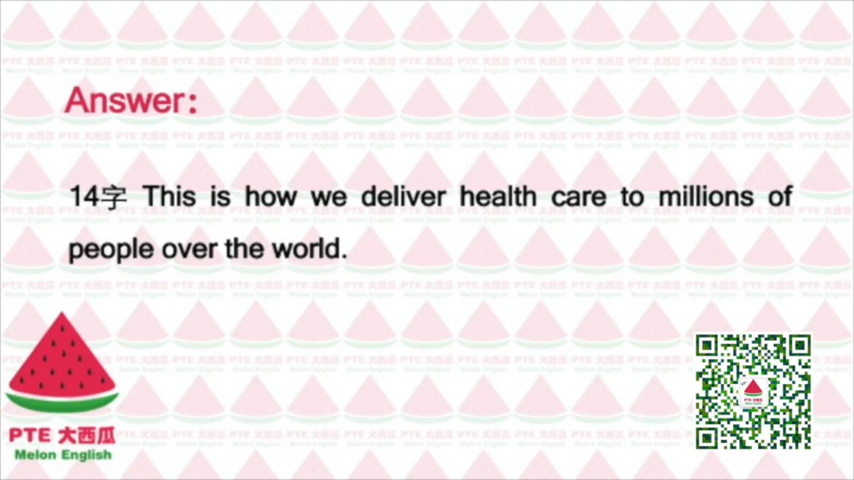 Answer:
14字 This is how we deliver health care to millions of
people over the world.
PTE 大西瓜
Melon English